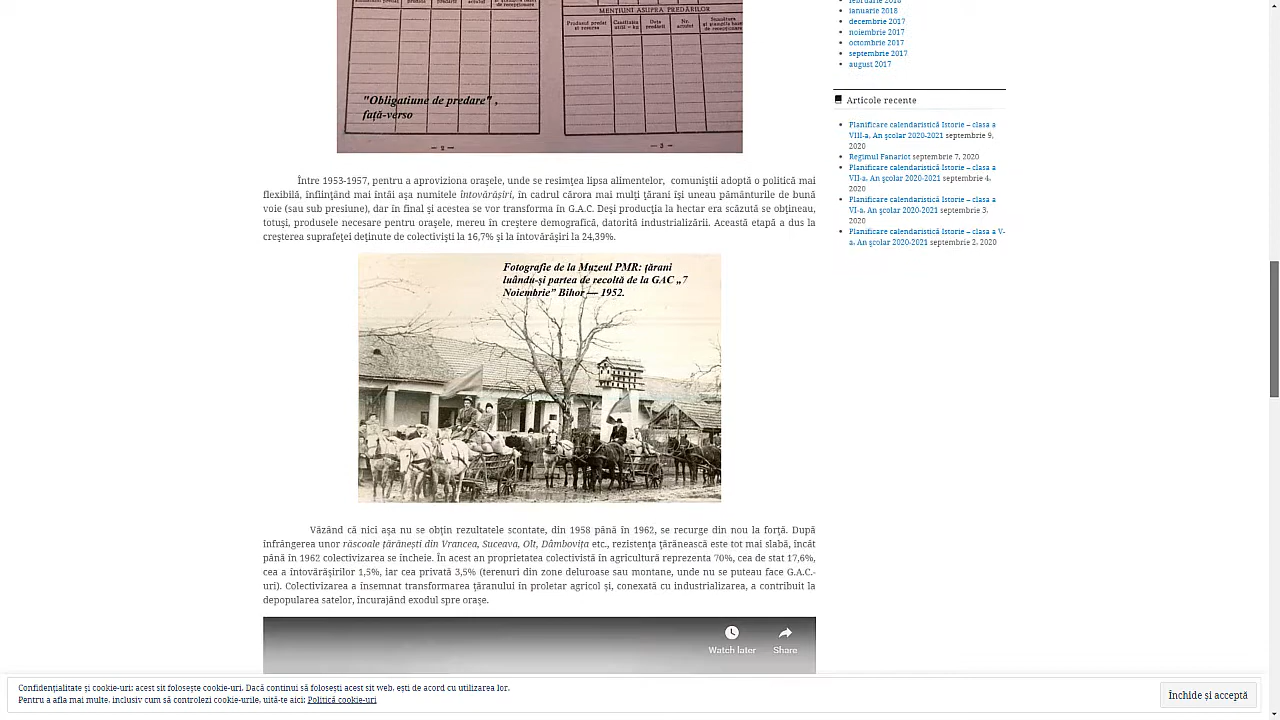 MENȚIUNI ASUPRA PREDĂRILOR
Produsul predat și soiurea
Cantitatea
Data predării
Nr. actului
"Obligatiune de predare" ,
față-verso
— 2 —
— 3 —
Între 1953-1957, pentru a aproviziona orașele, unde se resimțea lipsa alimentelor, comuniștii adoptă o politică mai
flexibilă, înființând mai întâi așa numitele întovărășiri, în cadrul cărora mai mulți țărani își uneau pământurile de bună
voie (sau sub presiune), dar în final și acestea se vor transforma în G.A.C. Deși producția la hectar era scăzută se obțineau,
totuși, produsele necesare pentru orașele, mereu în creștere demografică, datorită industrializării. Această etapă a dus la
creșterea suprafeței deținute de colectiviști la 16,7% și la întovărășiri la 24,39%.
Fotografie de la Muzeul PMR: țărani
luându-și partea de recoltă de la GAC „7
Noiembrie” Bihor — 1952.
Văzând că nici așa nu se obțin rezultatele scontate, din 1958 până în 1962, se recurge din nou la forță. După
înfrângerea unor răscoale țărănești din Vrancea, Suceava, Olt, Dâmbovița etc., rezistența țărănească este tot mai slabă, încât
până în 1962 colectivizarea se încheie. În acest an proprietatea colectivistă în agricultură reprezenta 70%, cea de stat 17,6%,
cea a întovărășirilor 1,5%, iar cea privată 3,5% (terenuri din zone deluroase sau montane, unde nu se puteau face G.A.C.-
uri). Colectivizarea a însemnat transformarea țăranului în proletar agricol și, conexată cu industrializarea, a contribuit la
depopularea satelor, încurajând exodul spre orașe.
Watch later
Share
februarie 2018
ianuarie 2018
decembrie 2017
noiembrie 2017
octombrie 2017
septembrie 2017
august 2017
Articole recente
Planificare calendaristică Istorie – clasa a
VIII-a, An școlar 2020-2021 septembrie 9,
2020
Regimul Fanariot septembrie 7, 2020
Planificare calendaristică Istorie – clasa a
VII-a, An școlar 2020-2021 septembrie 4,
2020
Planificare calendaristică Istorie – clasa a
VI-a, An școlar 2020-2021 septembrie 3,
2020
Planificare calendaristică Istorie – clasa a V-
a, An școlar 2020-2021 septembrie 2, 2020
Confidențialitate și cookie-uri: acest sit folosește cookie-uri. Dacă continui să folosești acest sit web, ești de acord cu utilizarea lor.
Pentru a afla mai multe, inclusiv cum să controlezi cookie-urile, uită-te aici: Politică cookie-uri
Închide și acceptă